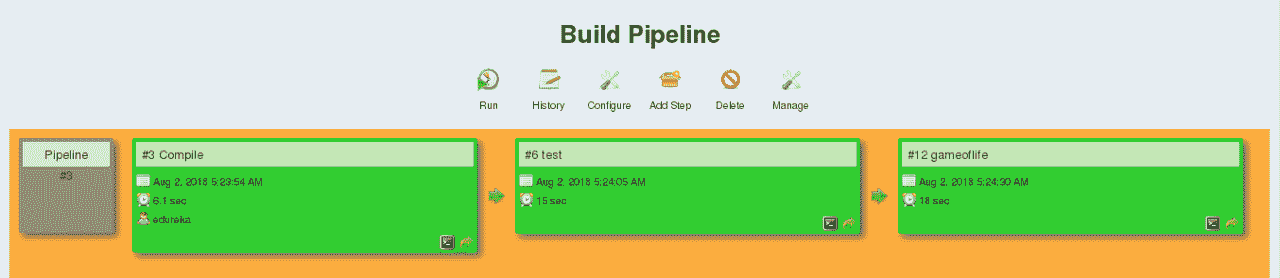 Build Pipeline
Run History Configure Add Step Delete Manage
Pipeline
#3
#3 Compile
Aug 2, 2018 5:23:54 AM
6.1 sec
edureka
#6 test
Aug 2, 2018 5:24:05 AM
15 sec
#12 gameoflife
Aug 2, 2018 5:24:30 AM
18 sec